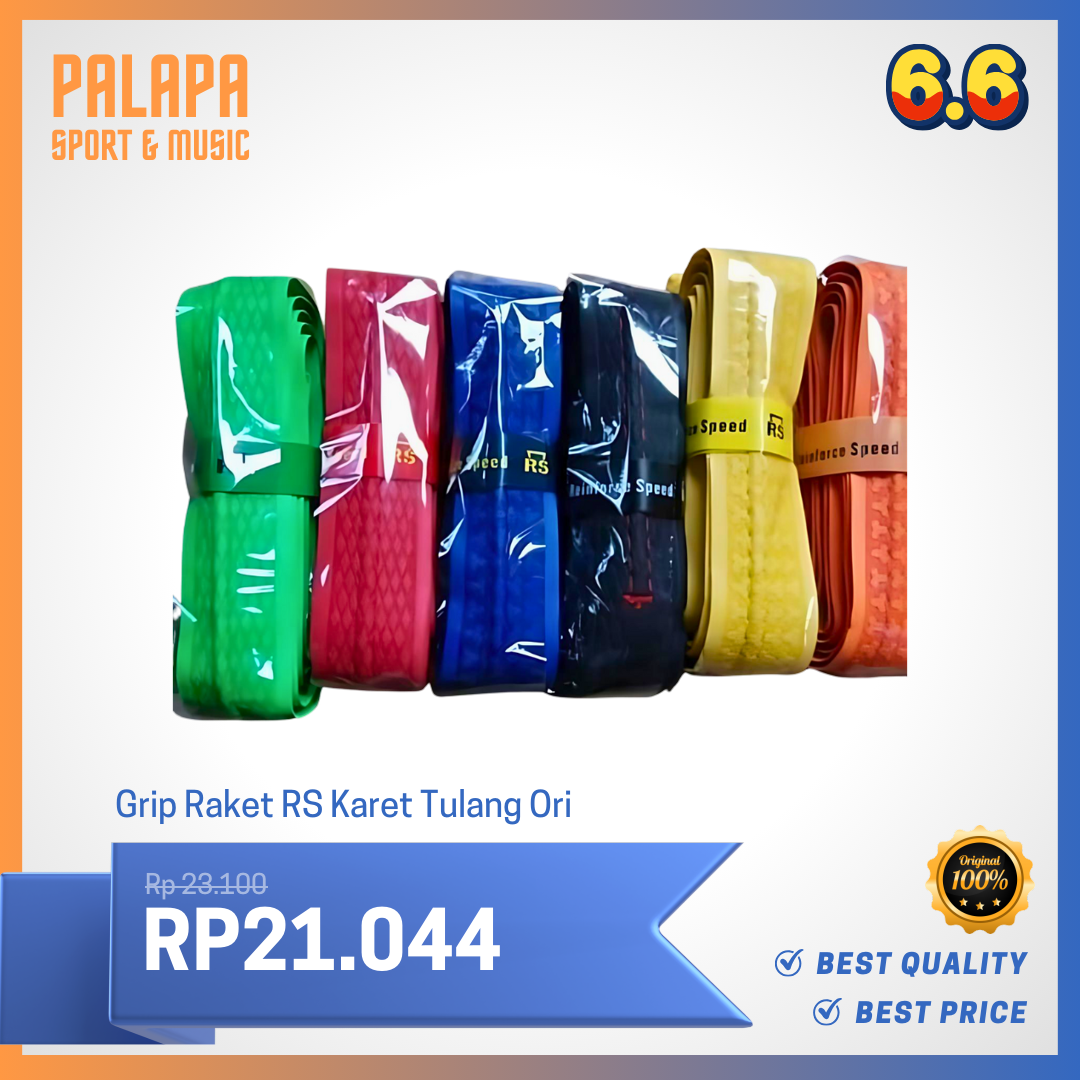 PALAPA
SPORT & MUSIC
6.6
RS
Speed RS
Reinforce Speed
ce Speed RS
Reinforce Speed
Grip Raket RS Karet Tulang Ori
Rp 23.100
RP21.044
Original
100%
BEST QUALITY
BEST PRICE